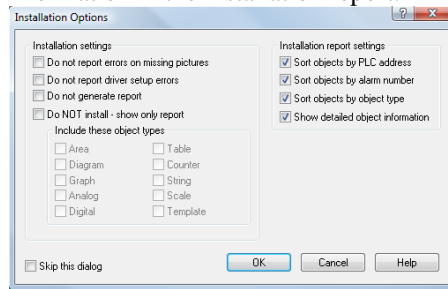 Installation Options
Installation settings
Do not report errors on missing pictures
Do not report driver setup errors
Do not generate report
Do NOT install - show only report
Include these object types
Area
Table
Diagram
Counter
Graph
String
Analog
Scale
Digital
Template
Installation report settings
Sort objects by PLC address
Sort objects by alarm number
Sort objects by object type
Show detailed object information
Skip this dialog
OK
Cancel
Help